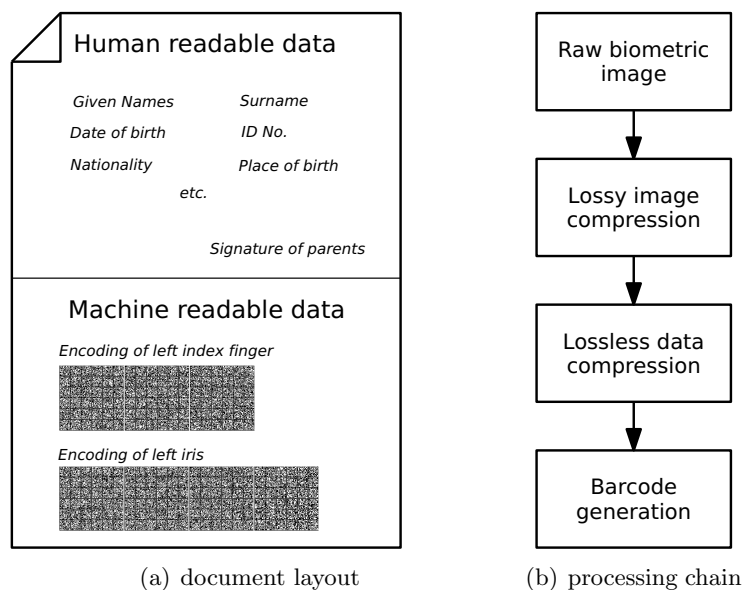 Human readable data
Given Names Surname
Date of birth ID No.
Nationality Place of birth
etc.
Signature of parents
Machine readable data
Encoding of left index finger
Encoding of left iris
(a) document layout
Raw biometric
image
Lossy image
compression
Lossless data
compression
Barcode
generation
(b) processing chain